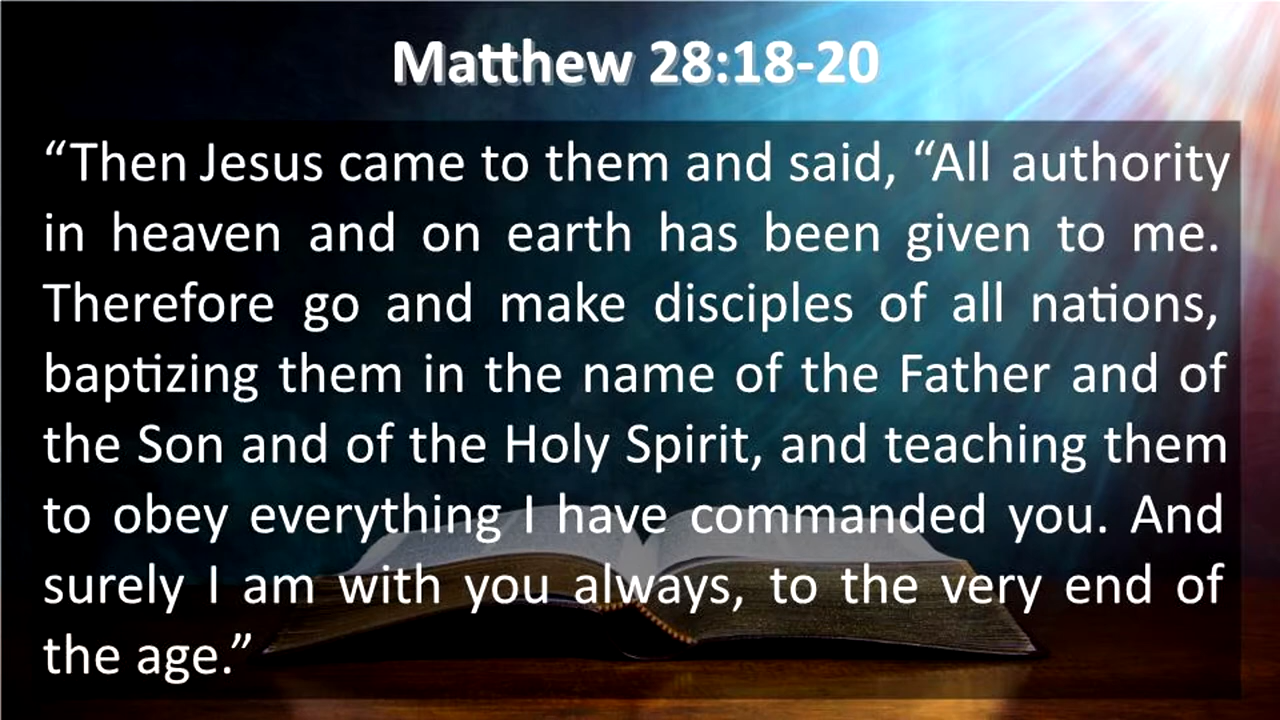 Matthew 28:18-20
“Then Jesus came to them and said, “All authority
in heaven and on earth has been given to me.
Therefore go and make disciples of all nations,
baptizing them in the name of the Father and of
the Son and of the Holy Spirit, and teaching them
to obey everything I have commanded you. And
surely I am with you always, to the very end of
the age.”